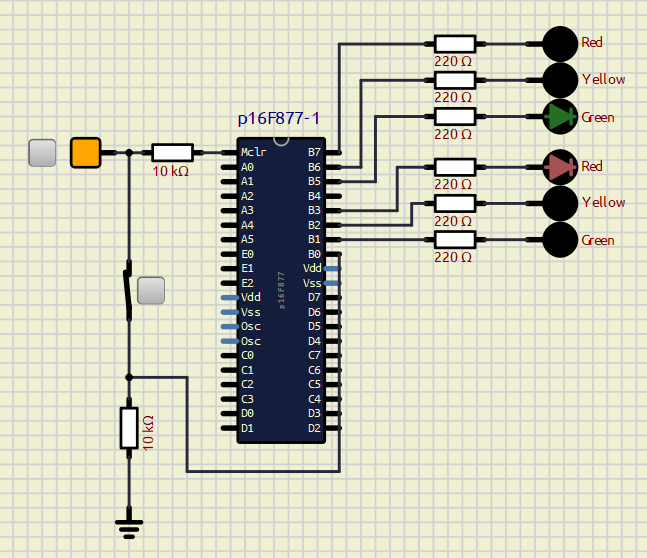 Red
220 Ω
Yellow
220 Ω
Green
220 Ω
Red
220 Ω
Yellow
220 Ω
Green
220 Ω
p16F877-1
10 kΩ
Mclr B7
A0 B6
A1 B5
A2 B4
A3 B3
A4 B2
A5 B1
E0 B0
E1 Vdd
E2 Vss
Vdd D7
Vss D6
Osc D5
Osc D4
C0 C7
C1 C6
C2 C5
C3 C4
D0 D3
D1 D2
p16F877
10 kΩ